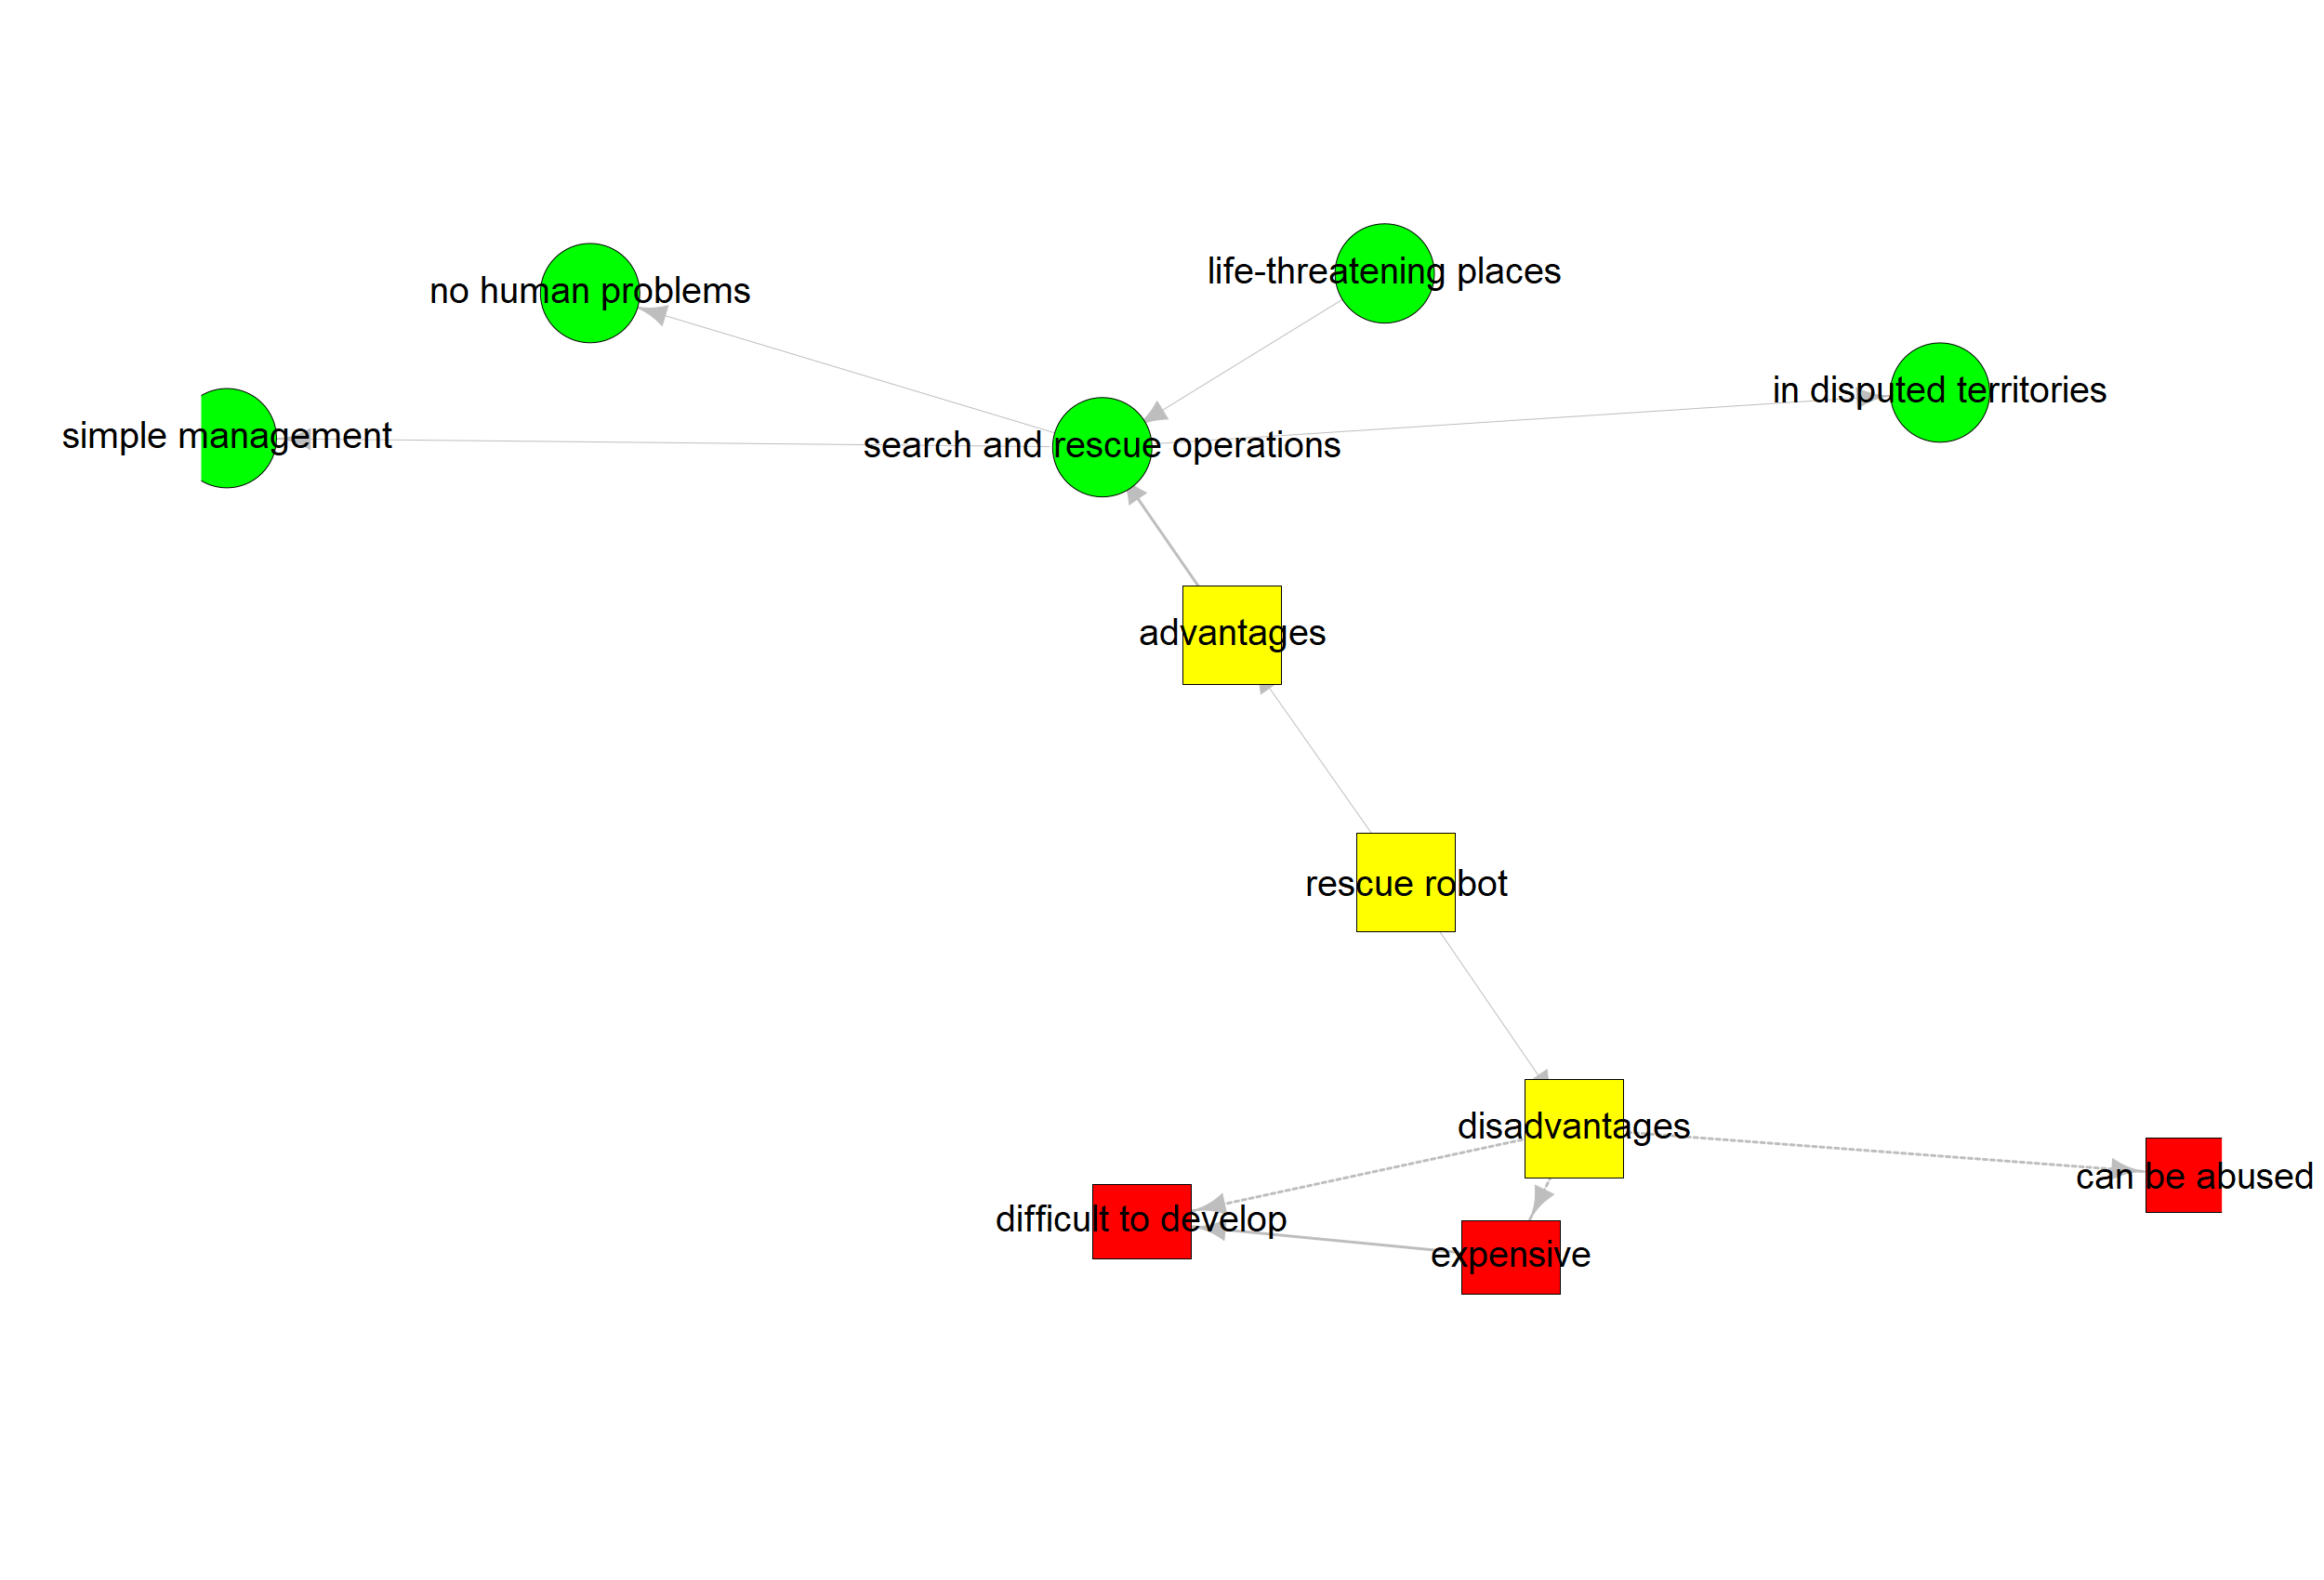 life-threatening places
no human problems
in disputed territories
simple management
search and rescue operations
advantages
rescue robot
disadvantages
can be abused
difficult to develop
expensive